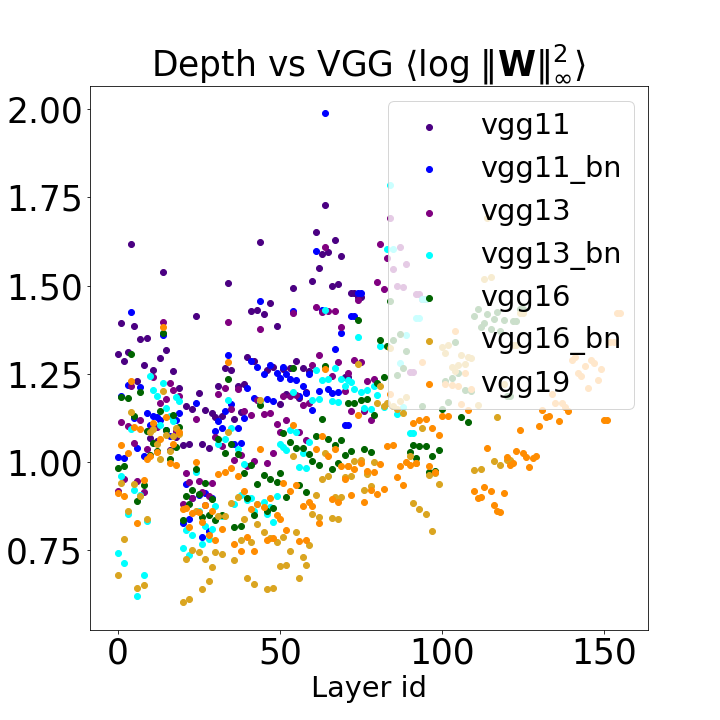 Depth vs VGG ⟨log ‖W‖²∞⟩
2.00
1.75
1.50
1.25
1.00
0.75
vgg11
vgg11_bn
vgg13
vgg13_bn
vgg16
vgg16_bn
vgg19
0 50 100 150
Layer id